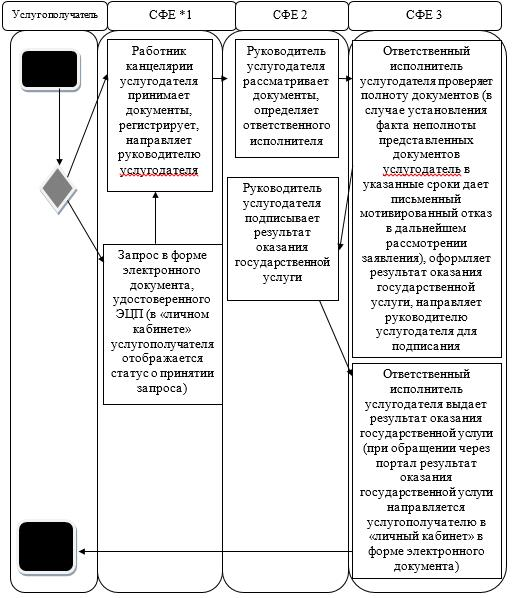 Услугополучатель
СФЕ *1
СФЕ 2
СФЕ 3
Работник
канцелярии
услугодателя
принимает
документы,
регистрирует,
направляет
руководителю
услугодателя
Запрос в форме
электронного
документа,
удостоверенного
ЭЦП (в «личном
кабинете»
услугополучателя
отображается
статус о принятии
запроса)
Руководитель
услугодателя
рассматривает
документы,
определяет
ответственного
исполнителя
Руководитель
услугодателя
подписывает
результат
оказания
государственной
услуги
Ответственный
исполнитель
услугодателя проверяет
полноту документов (в
случае установления
факта неполноты
представленных
документов
услугодатель в
указанные сроки дает
письменный
мотивированный отказ
в дальнейшем
рассмотрении
заявления), оформляет
результат оказания
государственной
услуги, направляет
руководителю
услугодателя для
подписания
Ответственный
исполнитель
услугодателя выдает
результат оказания
государственной услуги
(при обращении через
портал результат
оказания
государственной услуги
направляется
услугополучателю в
«личный кабинет» в
форме электронного
документа)